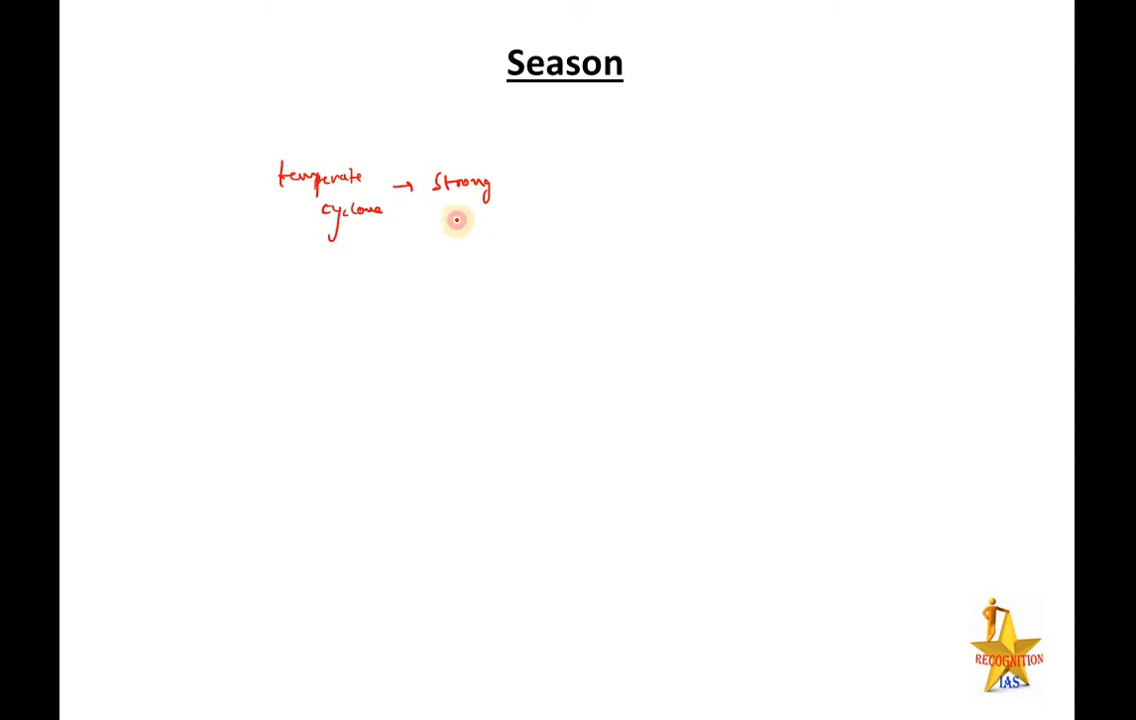 Season
temperate → strong
cyclone
RECOGNITION
IAS